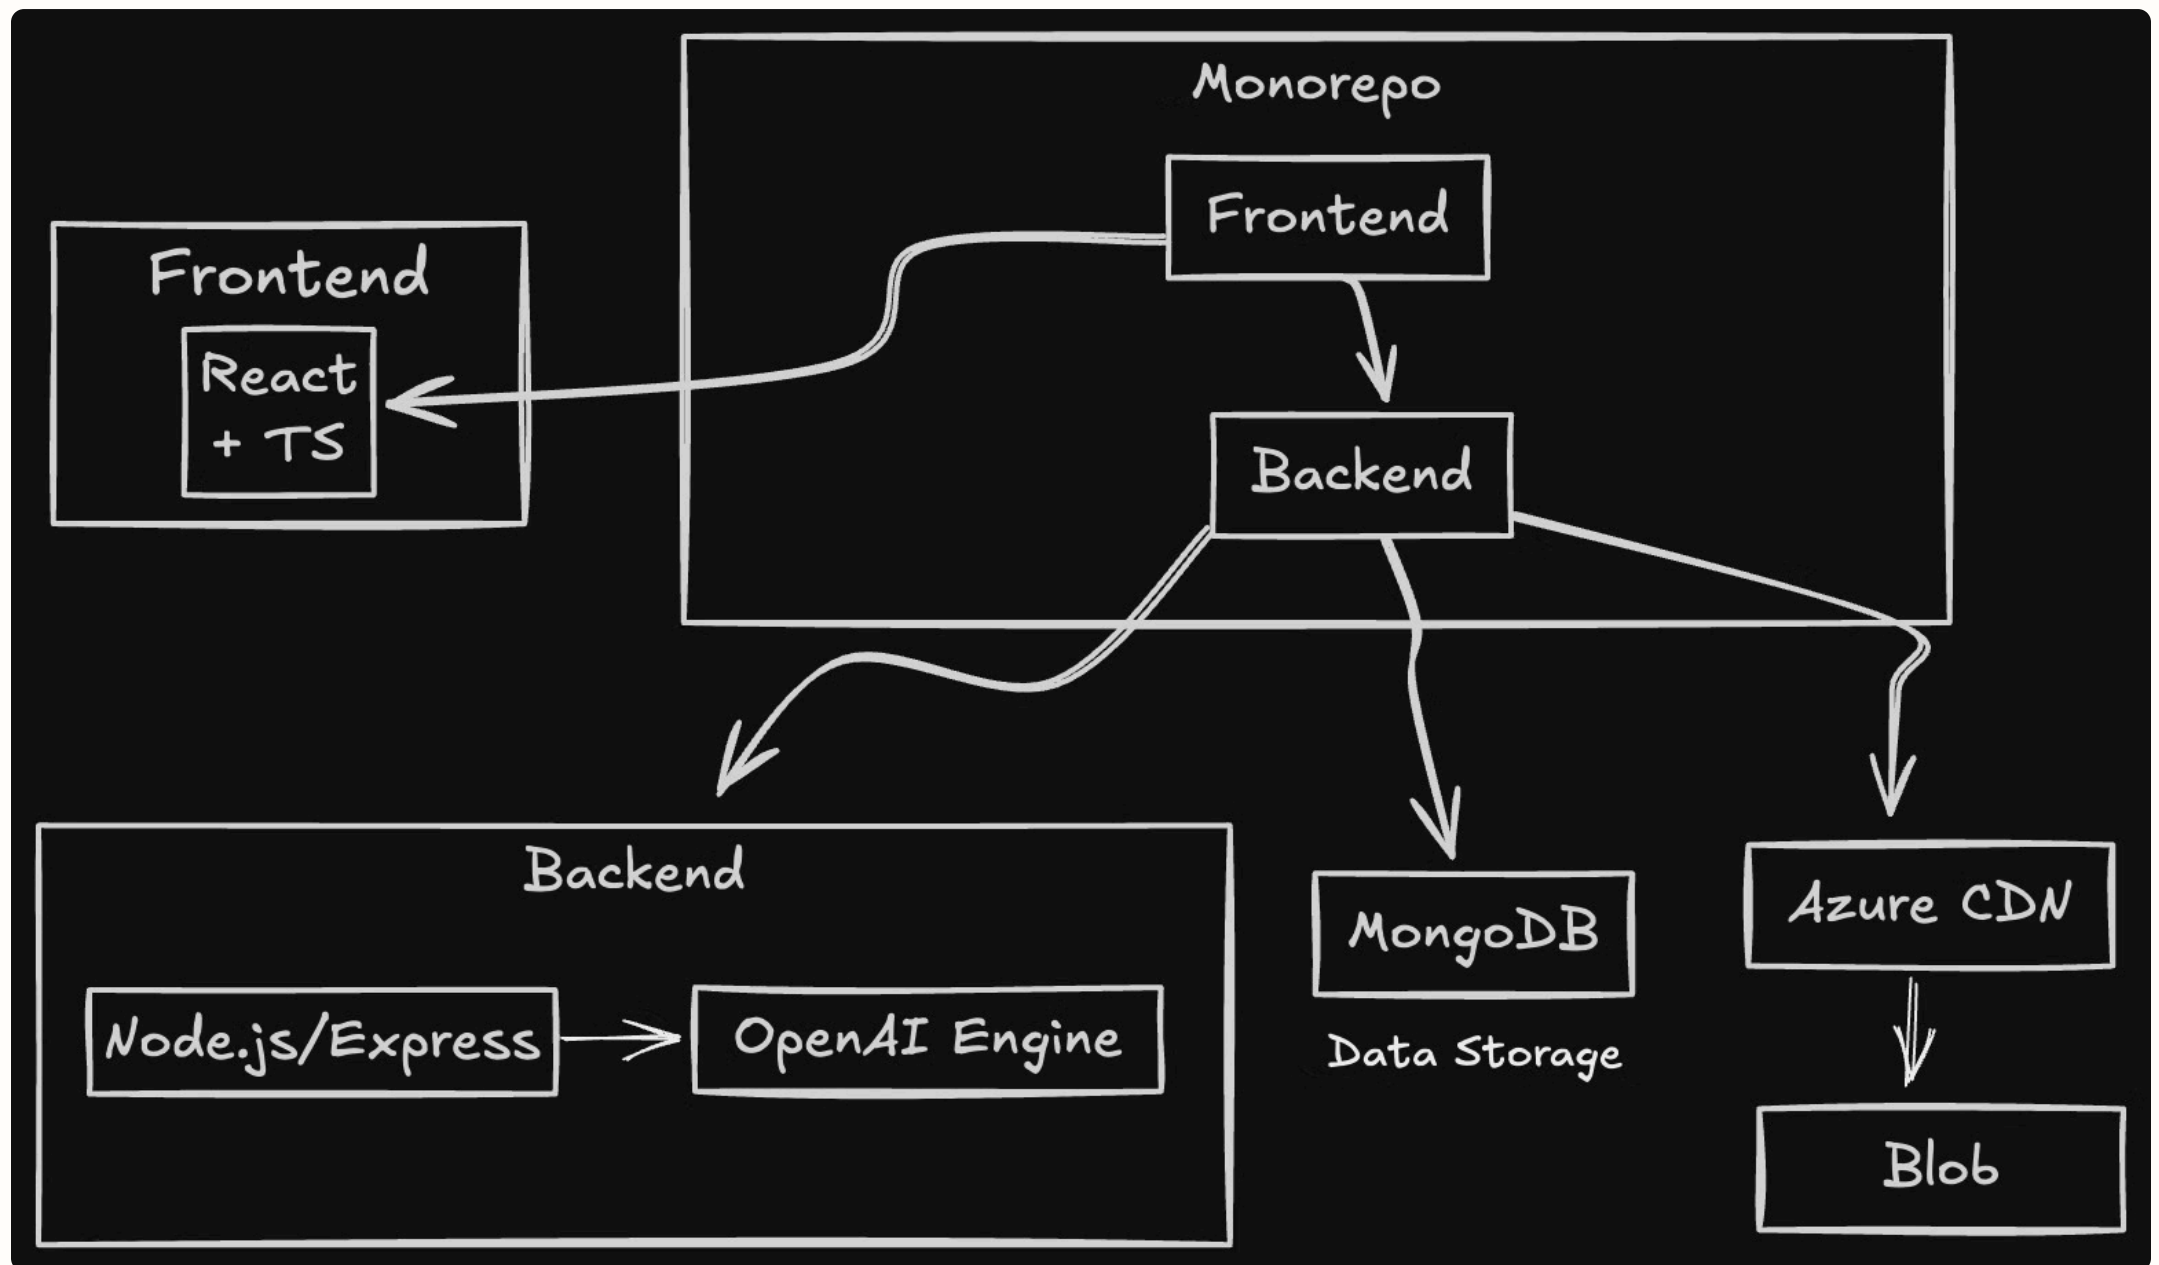 Monorepo
Frontend
Frontend
React
+ TS
Backend
Backend
Node.js/Express
OpenAI Engine
MongoDB
Data Storage
Azure CDN
Blob